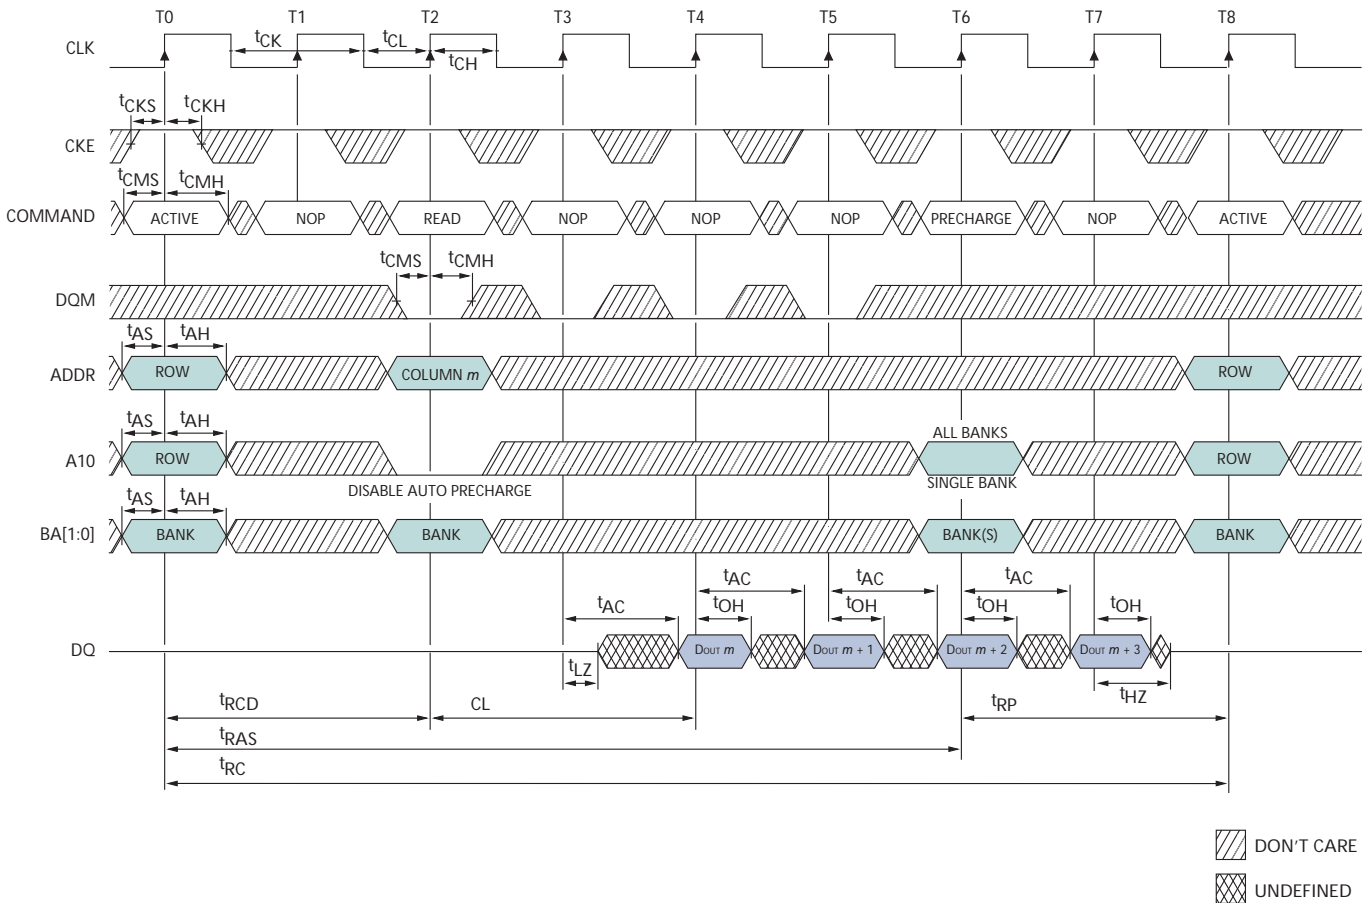 T0 T1 T2 T3 T4 T5 T6 T7 T8
CLK
tCK tCL
tCH
tCKS tCKH
CKE
tCMS tCMH
COMMAND ACTIVE NOP READ NOP NOP NOP PRECHARGE NOP ACTIVE
tCMS tCMH
DQM
tAS tAH
ADDR ROW COLUMN m ROW
tAS tAH
ALL BANKS
A10 ROW ROW
DISABLE AUTO PRECHARGE SINGLE BANK
tAS tAH
BA[1:0] BANK BANK BANK(S) BANK
tAC tAC tAC tAC
tOH tOH tOH tOH
DQ DOUT m DOUT m + 1 DOUT m + 2 DOUT m + 3
tLZ tHZ
tRCD CL tRP
tRAS
tRC
DON'T CARE
UNDEFINED